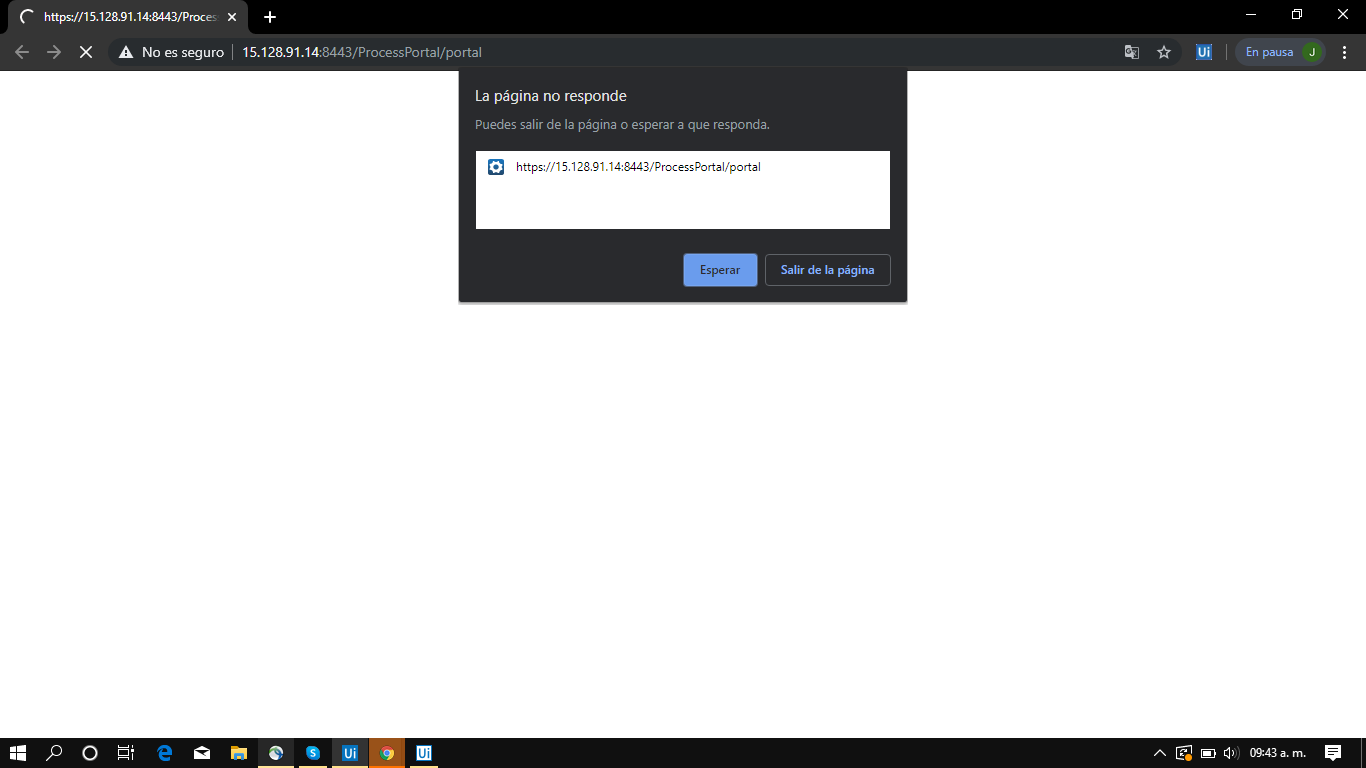 https://15.128.91.14:8443/Proces
No es seguro
15.128.91.14:8443/ProcessPortal/portal
Ui
En pausa
J
La página no responde
Puedes salir de la página o esperar a que responda.
https://15.128.91.14:8443/ProcessPortal/portal
Esperar
Salir de la página
S
Ui
Ui
09:43 a. m.